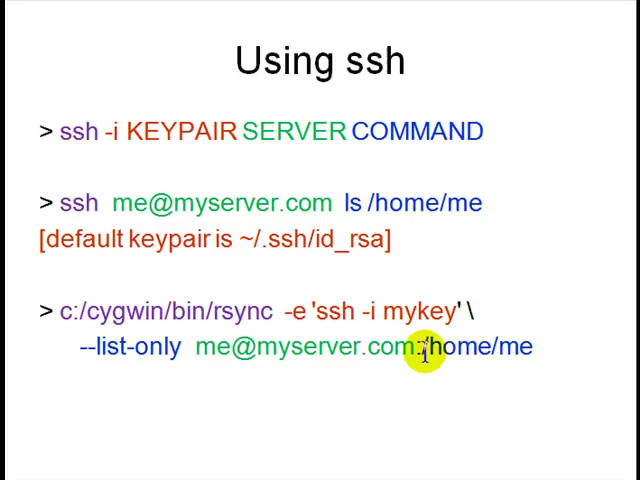 Using ssh
> ssh -i KEYPAIR SERVER COMMAND
> ssh me@myserver.com ls /home/me
[default keypair is ~/.ssh/id_rsa]
> c:/cygwin/bin/rsync -e 'ssh -i mykey' \
--list-only me@myserver.com:/home/me